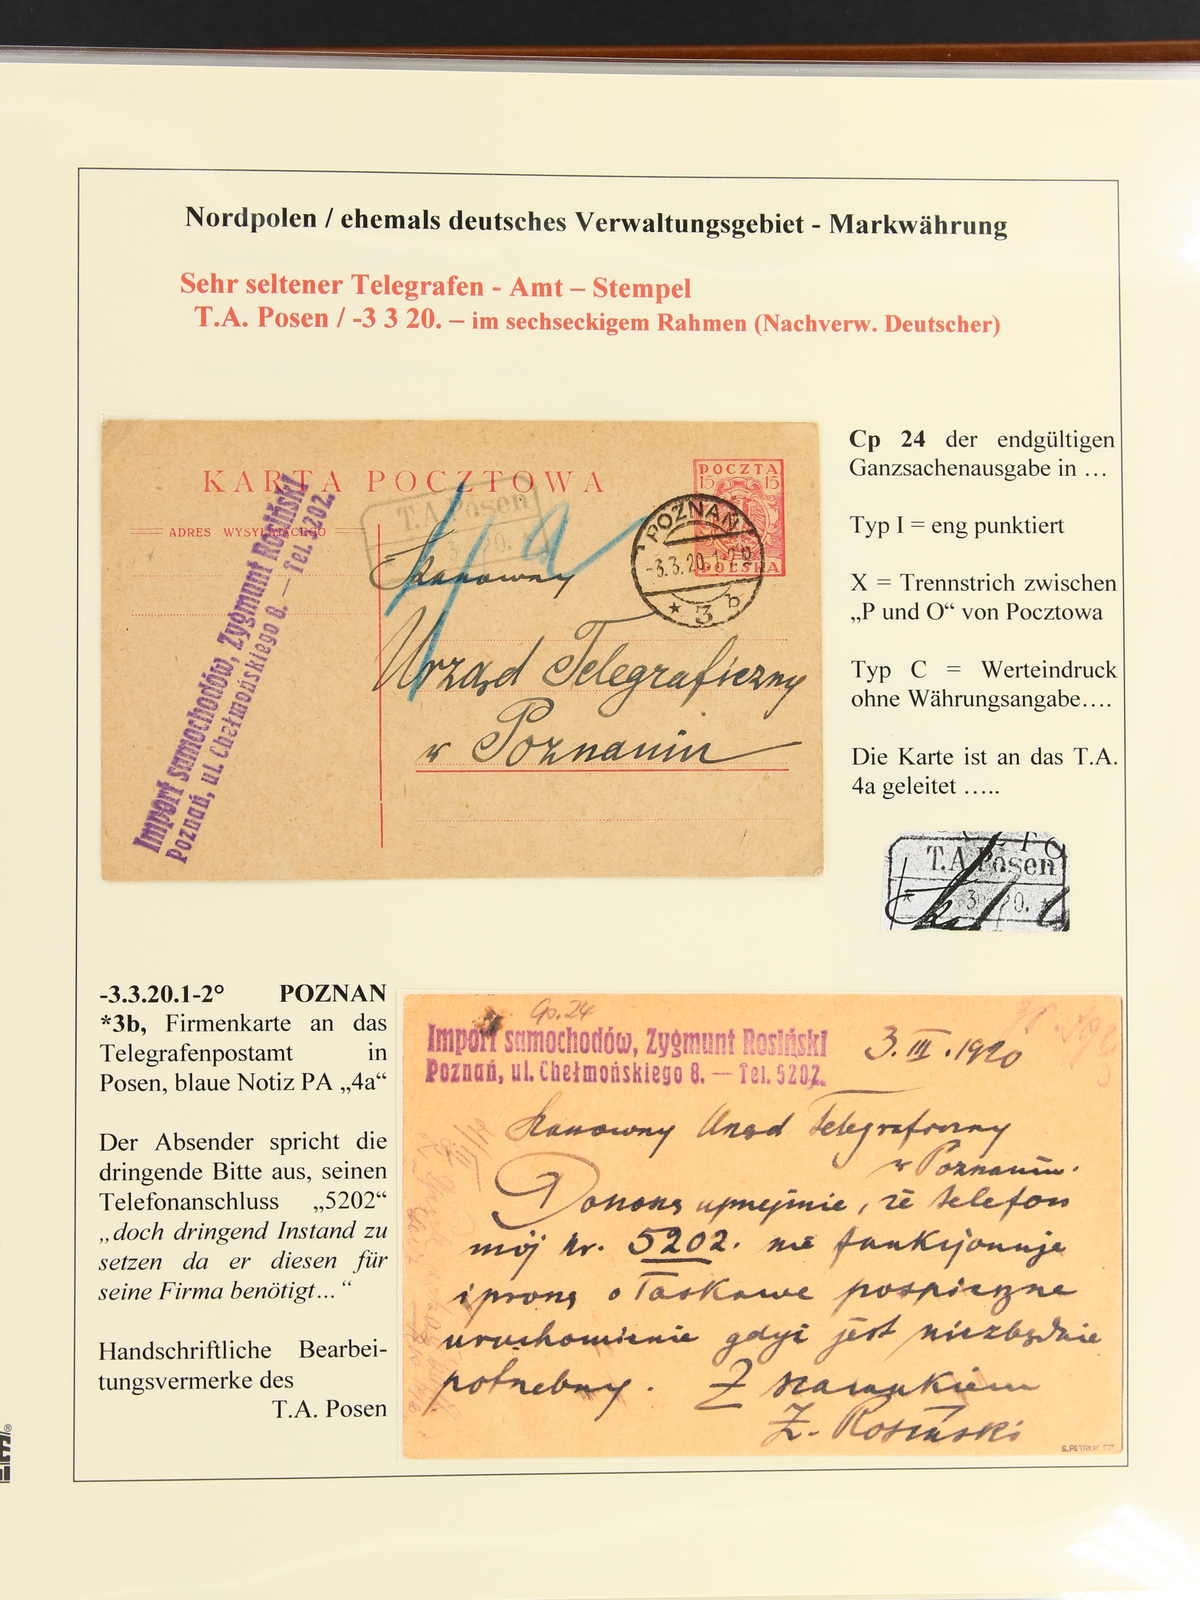 Nordpolen / ehemals deutsches Verwaltungsgebiet - Markwährung
Sehr seltener Telegrafen - Amt – Stempel
T.A. Posen / -3 3 20. – im sechseckigem Rahmen (Nachverw. Deutscher)
KARTA POCZTOWA
ADRES WYSYŁAJĄCEGO
Import samochodów, Zygmunt Rosiński
Poznań, ul. Chełmońskiego 8. — Tel. 5202.
T.A. Posen
20.
4a
POCZTA
15 15
POLSKA
POZNAŃ
-3.3.20.1-2
* 3 b
Szanowny
Urząd Telegraficzny
w Poznaniu
Cp 24 der endgültigen
Ganzsachenausgabe in …
Typ I = eng punktiert
X = Trennstrich zwischen
„P und O“ von Pocztowa
Typ C = Werteindruck
ohne Währungsangabe….
Die Karte ist an das T.A.
4a geleitet …..
T.A Posen
3 20.
-3.3.20.1-2° POZNAN
*3b, Firmenkarte an das
Telegrafenpostamt in
Posen, blaue Notiz PA „4a“
Der Absender spricht die
dringende Bitte aus, seinen
Telefonanschluss „5202“
„doch dringend Instand zu
setzen da er diesen für
seine Firma benötigt…“
Handschriftliche Bearbei-
tungsvermerke des
T.A. Posen
Cp. 24
Import samochodów, Zygmunt Rosiński
Poznań, ul. Chełmońskiego 8. — Tel. 5202.
3. III. 1920
Szanowny Urząd Telegraficzny
w Poznaniu.
Donoszę uprzejmie, że telefon
mój Nr. 5202. nie funkcjonuje
i proszę o łaskawe pospieszne
uruchomienie gdyż jest niezbędnie
potrzebny. Z szacunkiem
Z. Rosiński